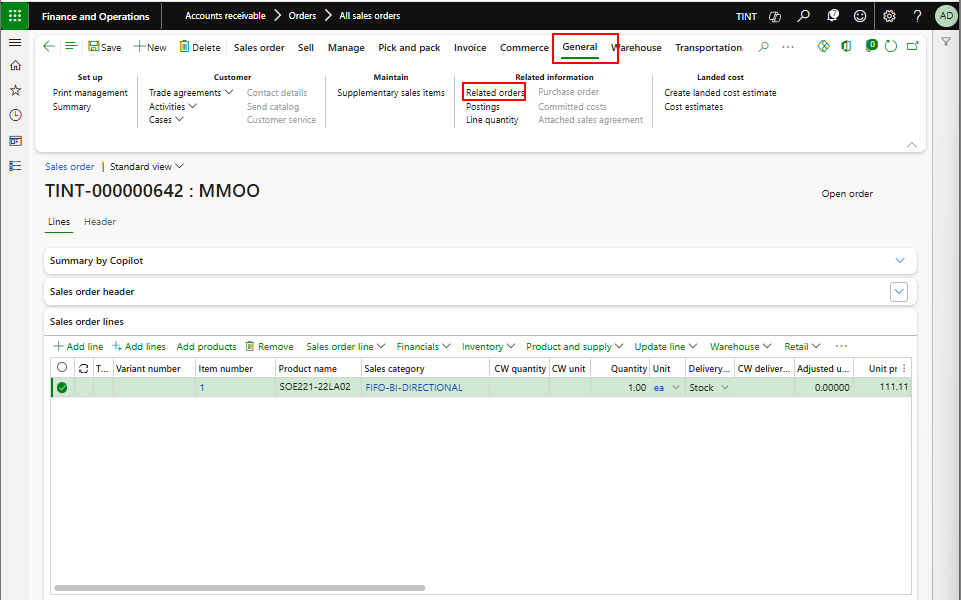 Finance and Operations Accounts receivable Orders All sales orders TINT ? AD
Save New Delete Sales order Sell Manage Pick and pack Invoice Commerce General Warehouse Transportation ... 0
Set up Customer Maintain Related information Landed cost
Print management Trade agreements Contact details Supplementary sales items Related orders Purchase order Create landed cost estimate
Summary Activities Send catalog Postings Committed costs Cost estimates
Cases Customer service Line quantity Attached sales agreement
Sales order | Standard view
TINT-000000642 : MMOO
Open order
Lines Header
Summary by Copilot
Sales order header
Sales order lines
Add line Add lines Add products Remove Sales order line Financials Inventory Product and supply Update line Warehouse Retail ...
T... Variant number Item number Product name Sales category CW quantity CW unit Quantity Unit Delivery... CW deliver... Adjusted u... Unit pr
1 SOE221-22LA02 FIFO-BI-DIRECTIONAL 1.00 ea Stock 0.00000 111.11